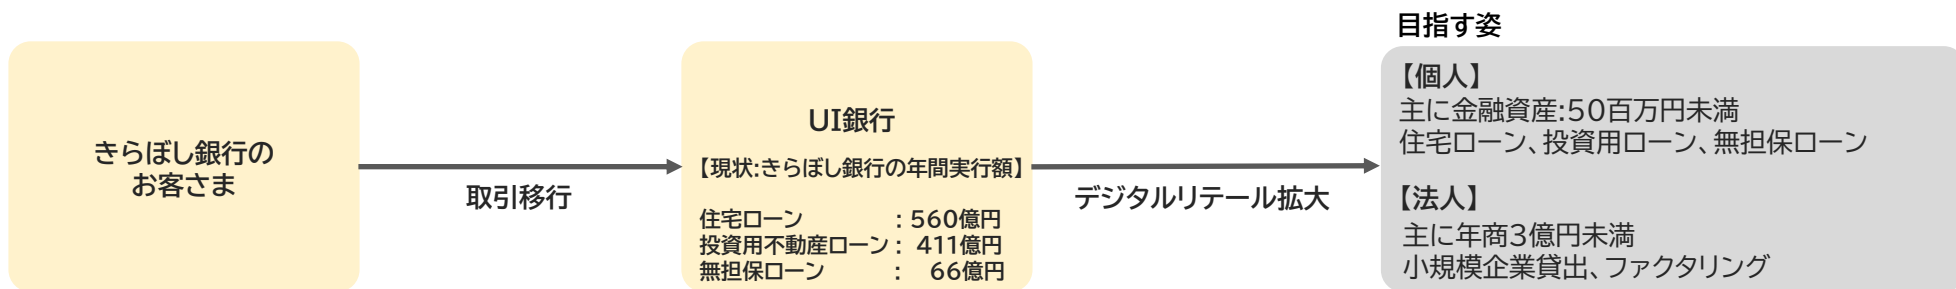 きらぼし銀行の
お客さま
取引移行
UI銀行
【現状:きらぼし銀行の年間実行額】
住宅ローン : 560億円
投資用不動産ローン : 411億円
無担保ローン : 66億円
デジタルリテール拡大
目指す姿
【個人】
主に金融資産:50百万円未満
住宅ローン、投資用ローン、無担保ローン
【法人】
主に年商3億円未満
小規模企業貸出、ファクタリング